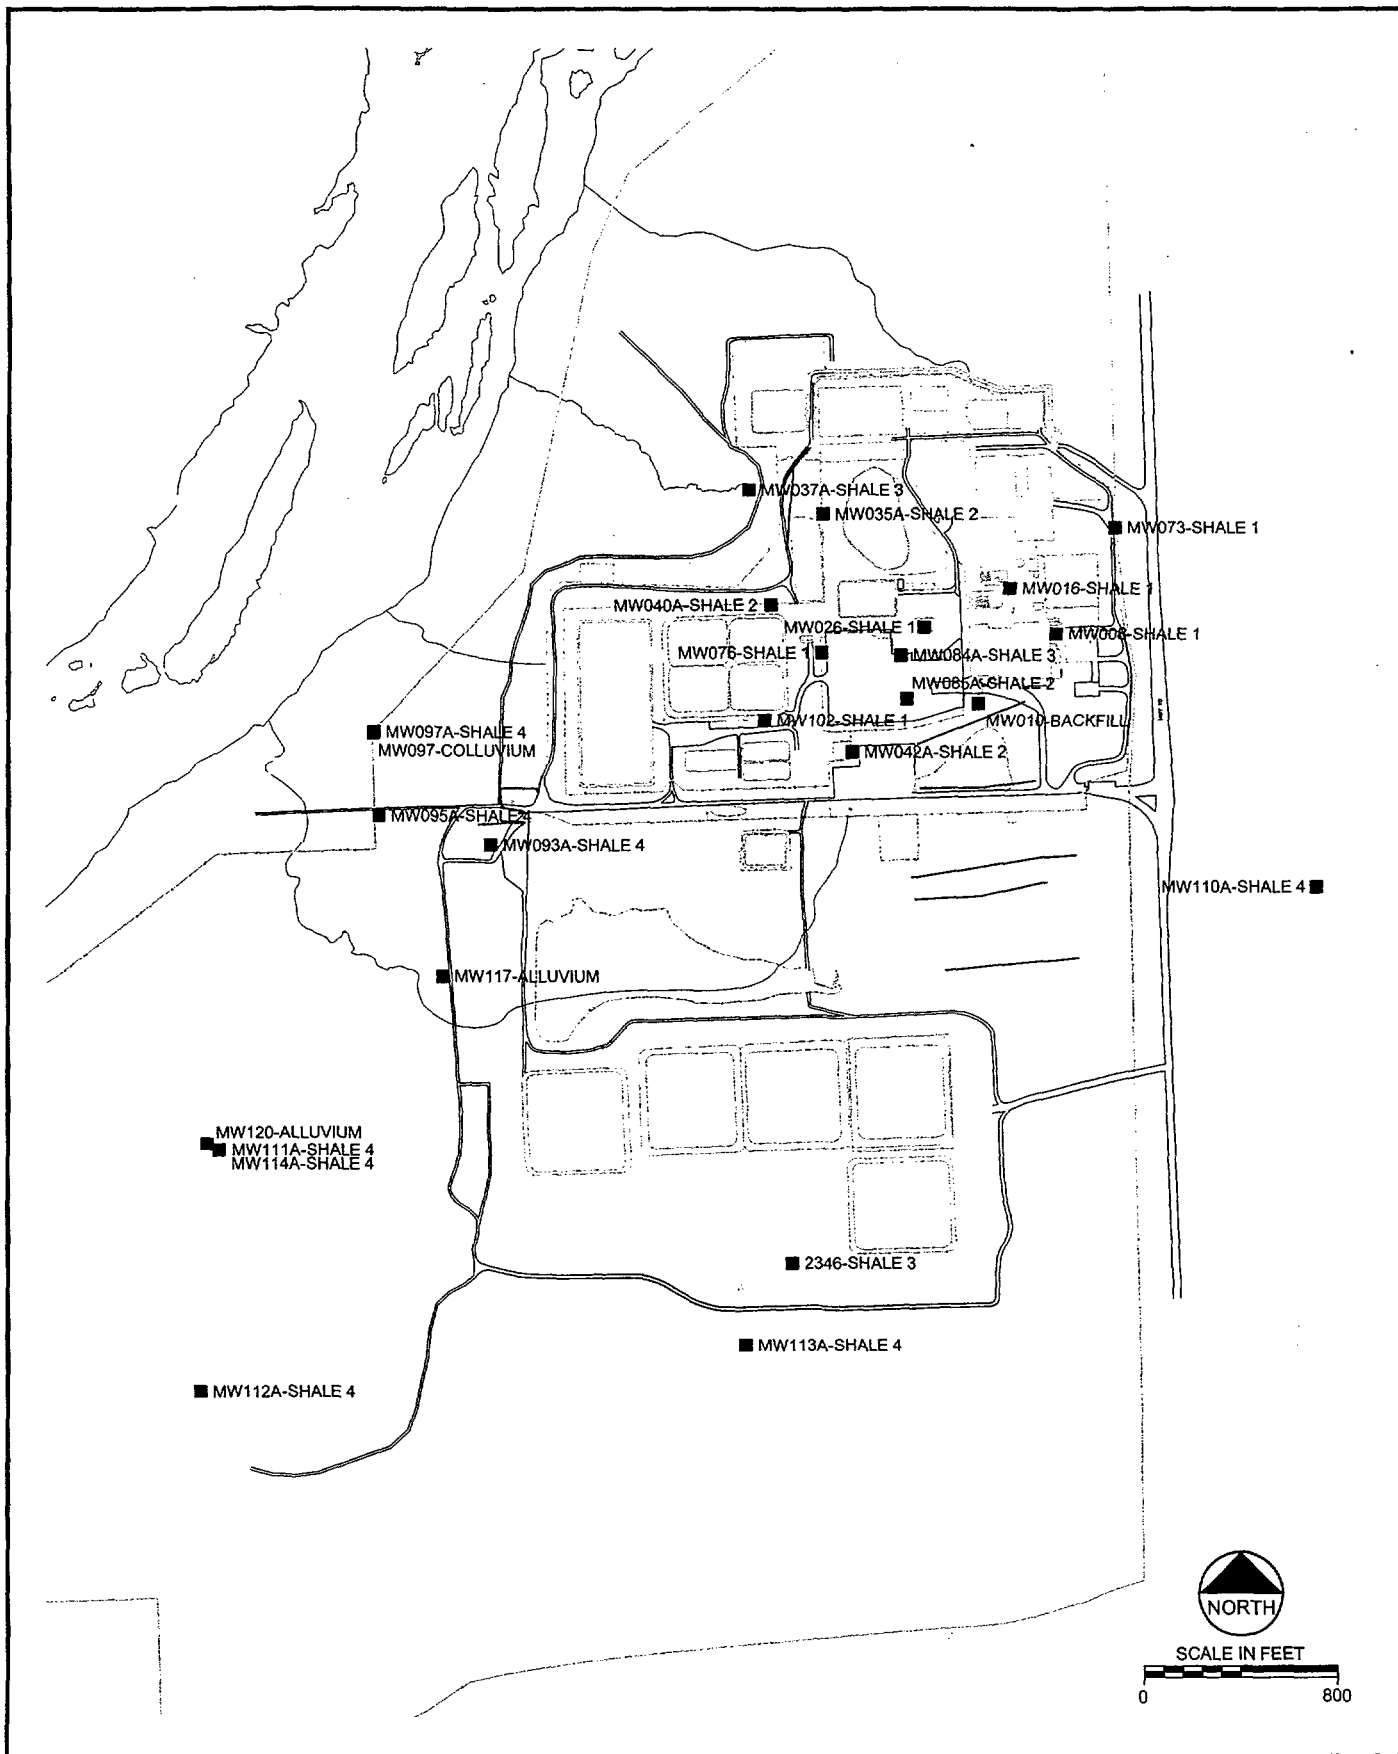 MW037A-SHALE 3
MW035A-SHALE 2
MW073-SHALE 1
MW016-SHALE 1
MW040A-SHALE 2
MW026-SHALE 1
MW008-SHALE 1
MW076-SHALE 1
MW084A-SHALE 3
MW085A-SHALE 2
MW102-SHALE 1
MW010-BACKFILL
MW097A-SHALE 4
MW097-COLLUVIUM
MW042A-SHALE 2
MW095A-SHALE 4
MW093A-SHALE 4
MW110A-SHALE 4
MW117-ALLUVIUM
MW120-ALLUVIUM
MW111A-SHALE 4
MW114A-SHALE 4
2346-SHALE 3
MW113A-SHALE 4
MW112A-SHALE 4
NORTH
SCALE IN FEET
0 800